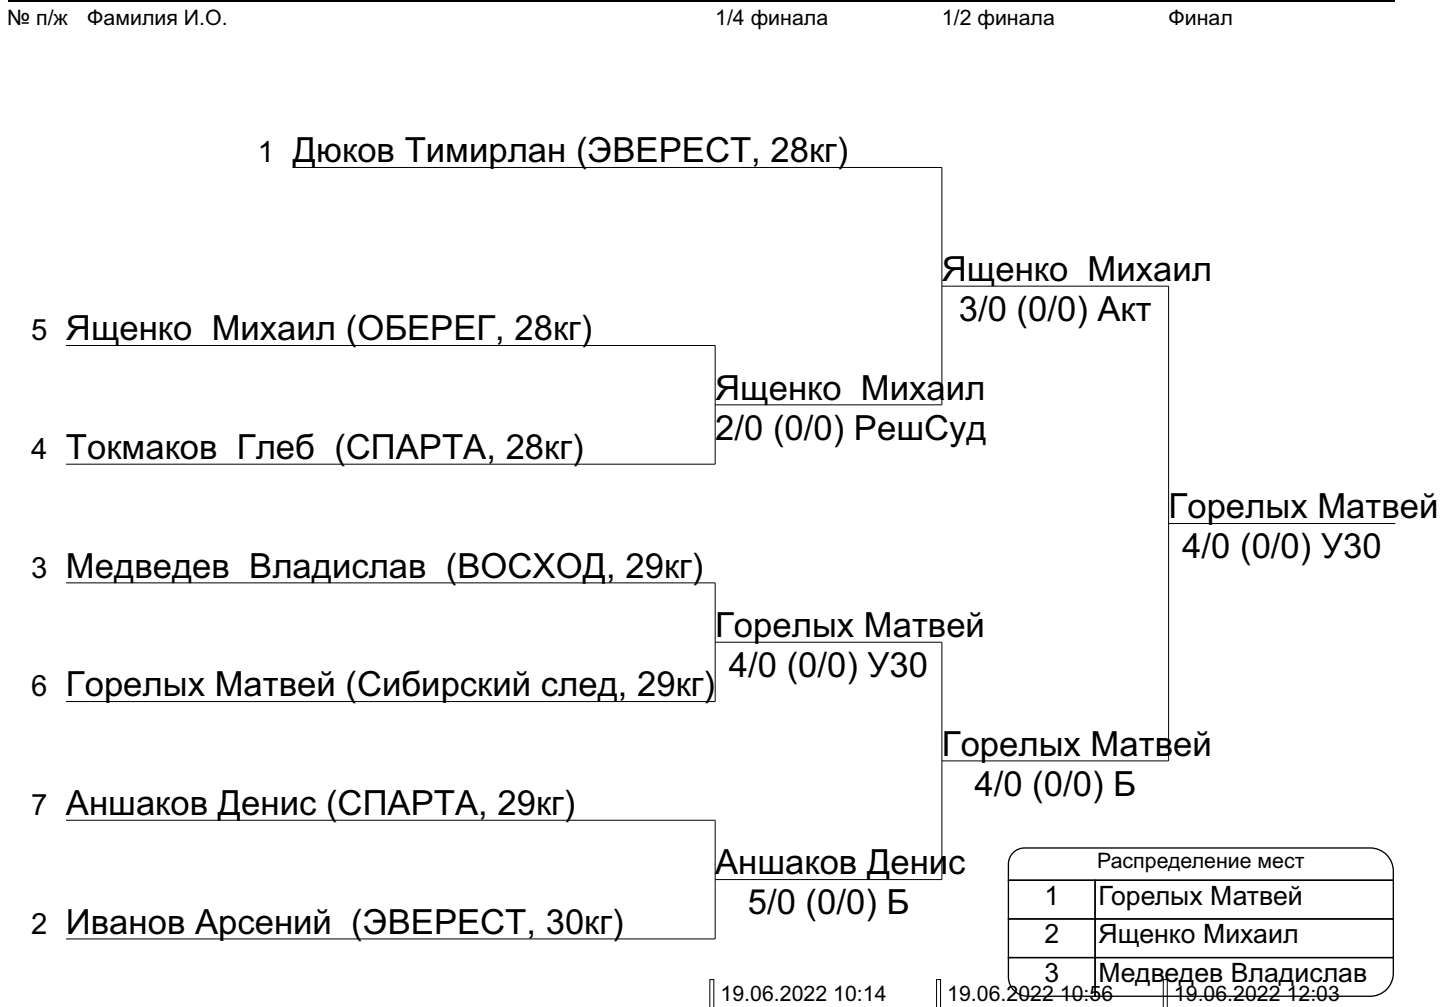 № п/ж Фамилия И.О. 1/4 финала 1/2 финала Финал
1 Дюков Тимирлан (ЭВЕРЕСТ, 28кг)
Ященко Михаил
3/0 (0/0) Акт
5 Ященко Михаил (ОБЕРЕГ, 28кг)
Ященко Михаил
2/0 (0/0) РешСуд
4 Токмаков Глеб (СПАРТА, 28кг)
Горелых Матвей
4/0 (0/0) У30
3 Медведев Владислав (ВОСХОД, 29кг)
Горелых Матвей
4/0 (0/0) У30
6 Горелых Матвей (Сибирский след, 29кг)
Горелых Матвей
4/0 (0/0) Б
7 Аншаков Денис (СПАРТА, 29кг)
Аншаков Денис
5/0 (0/0) Б
2 Иванов Арсений (ЭВЕРЕСТ, 30кг)
Распределение мест
1 Горелых Матвей
2 Ященко Михаил
3 Медведев Владислав
19.06.2022 10:14 19.06.2022 10:56 19.06.2022 12:03